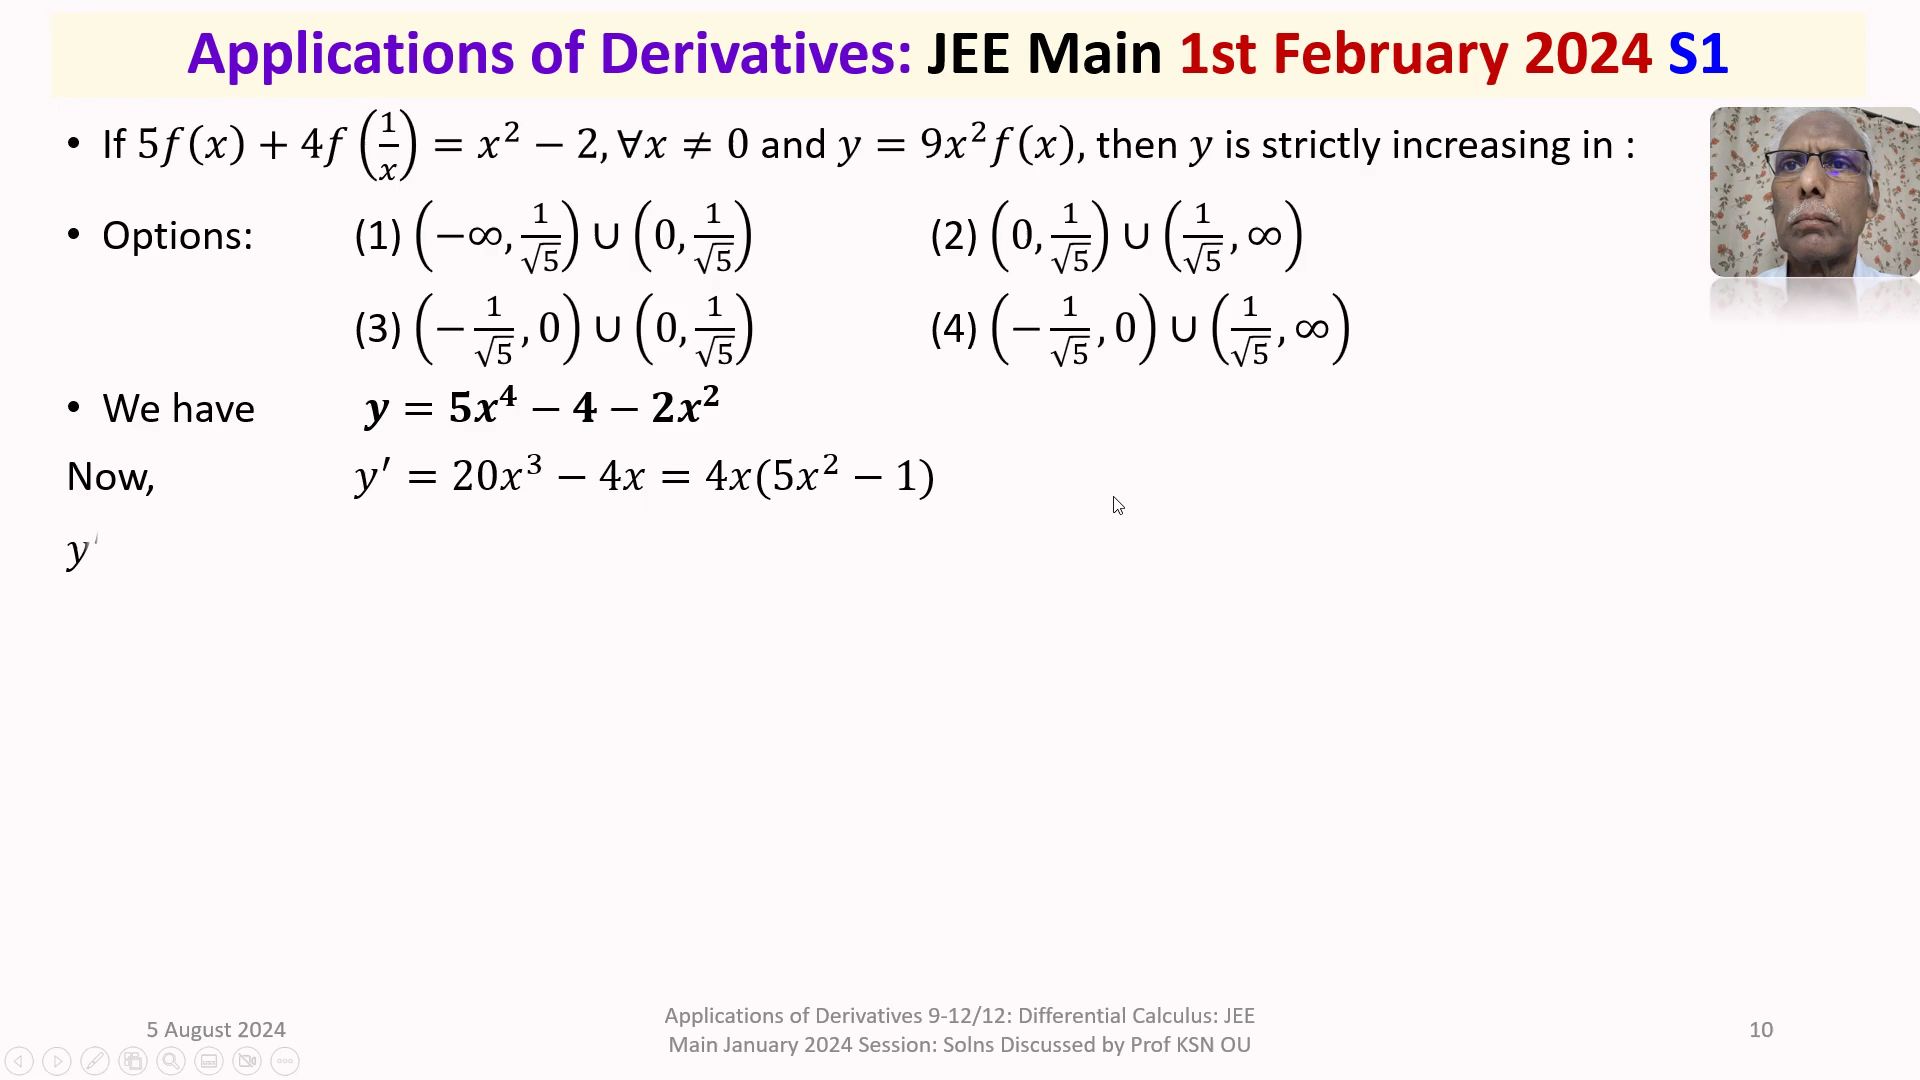 Applications of Derivatives: JEE Main 1st February 2024 S1
• If 5f(x) + 4f(1/x) = x² − 2, ∀x ≠ 0 and y = 9x²f(x), then y is strictly increasing in :
• Options: (1) (−∞, 1/√5) ∪ (0, 1/√5) (2) (0, 1/√5) ∪ (1/√5, ∞)
(3) (−1/√5, 0) ∪ (0, 1/√5) (4) (−1/√5, 0) ∪ (1/√5, ∞)
• We have y = 5x⁴ − 4 − 2x²
Now, y′ = 20x³ − 4x = 4x(5x² − 1)
y′
5 August 2024
Applications of Derivatives 9-12/12: Differential Calculus: JEE
Main January 2024 Session: Solns Discussed by Prof KSN OU
10